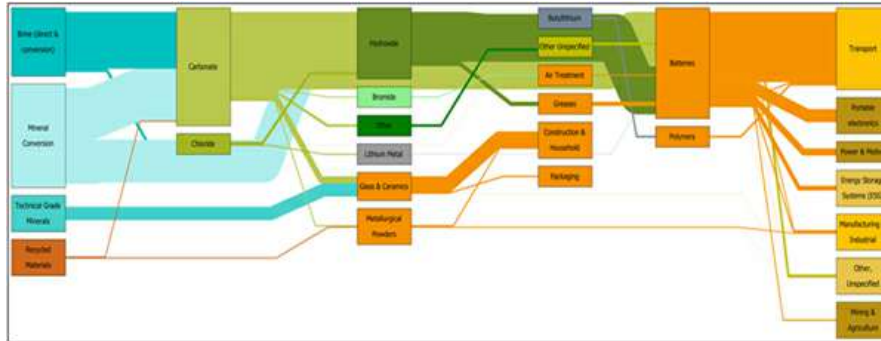 Brine (direct &
conversion)
Mineral
Conversion
Technical Grade
Minerals
Recycled
Materials
Carbonate
Chloride
Hydroxide
Bromide
Other
Lithium Metal
Glass & Ceramics
Metallurgical
Powders
Butyllithium
Other Unspecified
Air Treatment
Greases
Construction &
Household
Packaging
Batteries
Polymers
Transport
Portable
electronics
Power & Motive
Energy Storage
Systems (ESS)
Manufacturing
Industrial
Other,
Unspecified
Mining &
Agriculture